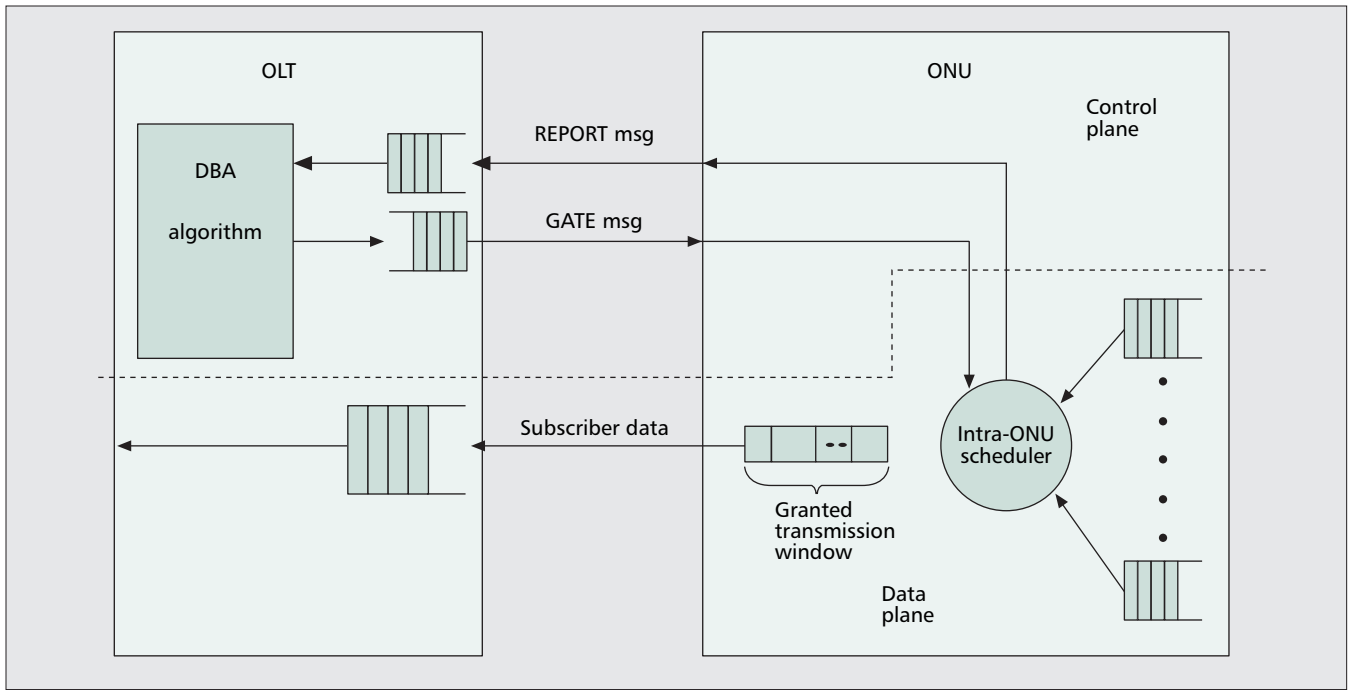 OLT
ONU
Control
plane
DBA
algorithm
REPORT msg
GATE msg
Subscriber data
Intra-ONU
scheduler
Granted
transmission
window
Data
plane